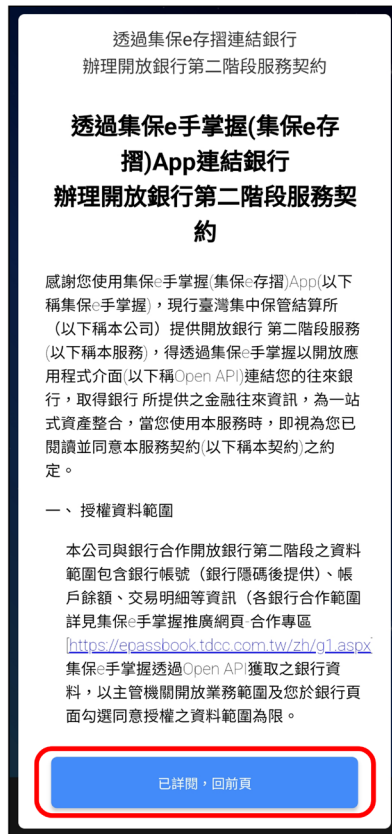 透過集保e存摺連結銀行
辦理開放銀行第二階段服務契約
透過集保e手掌握(集保e存
摺)App連結銀行
辦理開放銀行第二階段服務契
約
感謝您使用集保e手掌握(集保e存摺)App(以下
稱集保e手掌握)，現行臺灣集中保管結算所
（以下稱本公司）提供開放銀行 第二階段服務
(以下稱本服務)，得透過集保e手掌握以開放應
用程式介面(以下稱Open API)連結您的往來銀
行，取得銀行 所提供之金融往來資訊，為一站
式資產整合，當您使用本服務時，即視為您已
閱讀並同意本服務契約(以下稱本契約)之約
定。
一、 授權資料範圍
本公司與銀行合作開放銀行第二階段之資料
範圍包含銀行帳號（銀行隱碼後提供）、帳
戶餘額、交易明細等資訊（各銀行合作範圍
詳見集保e手掌握推廣網頁-合作專區
[https://epassbook.tdcc.com.tw/zh/g1.aspx]
集保e手掌握透過Open API獲取之銀行資
料，以主管機關開放業務範圍及您於銀行頁
面勾選同意授權之資料範圍為限。
已詳閱，回前頁